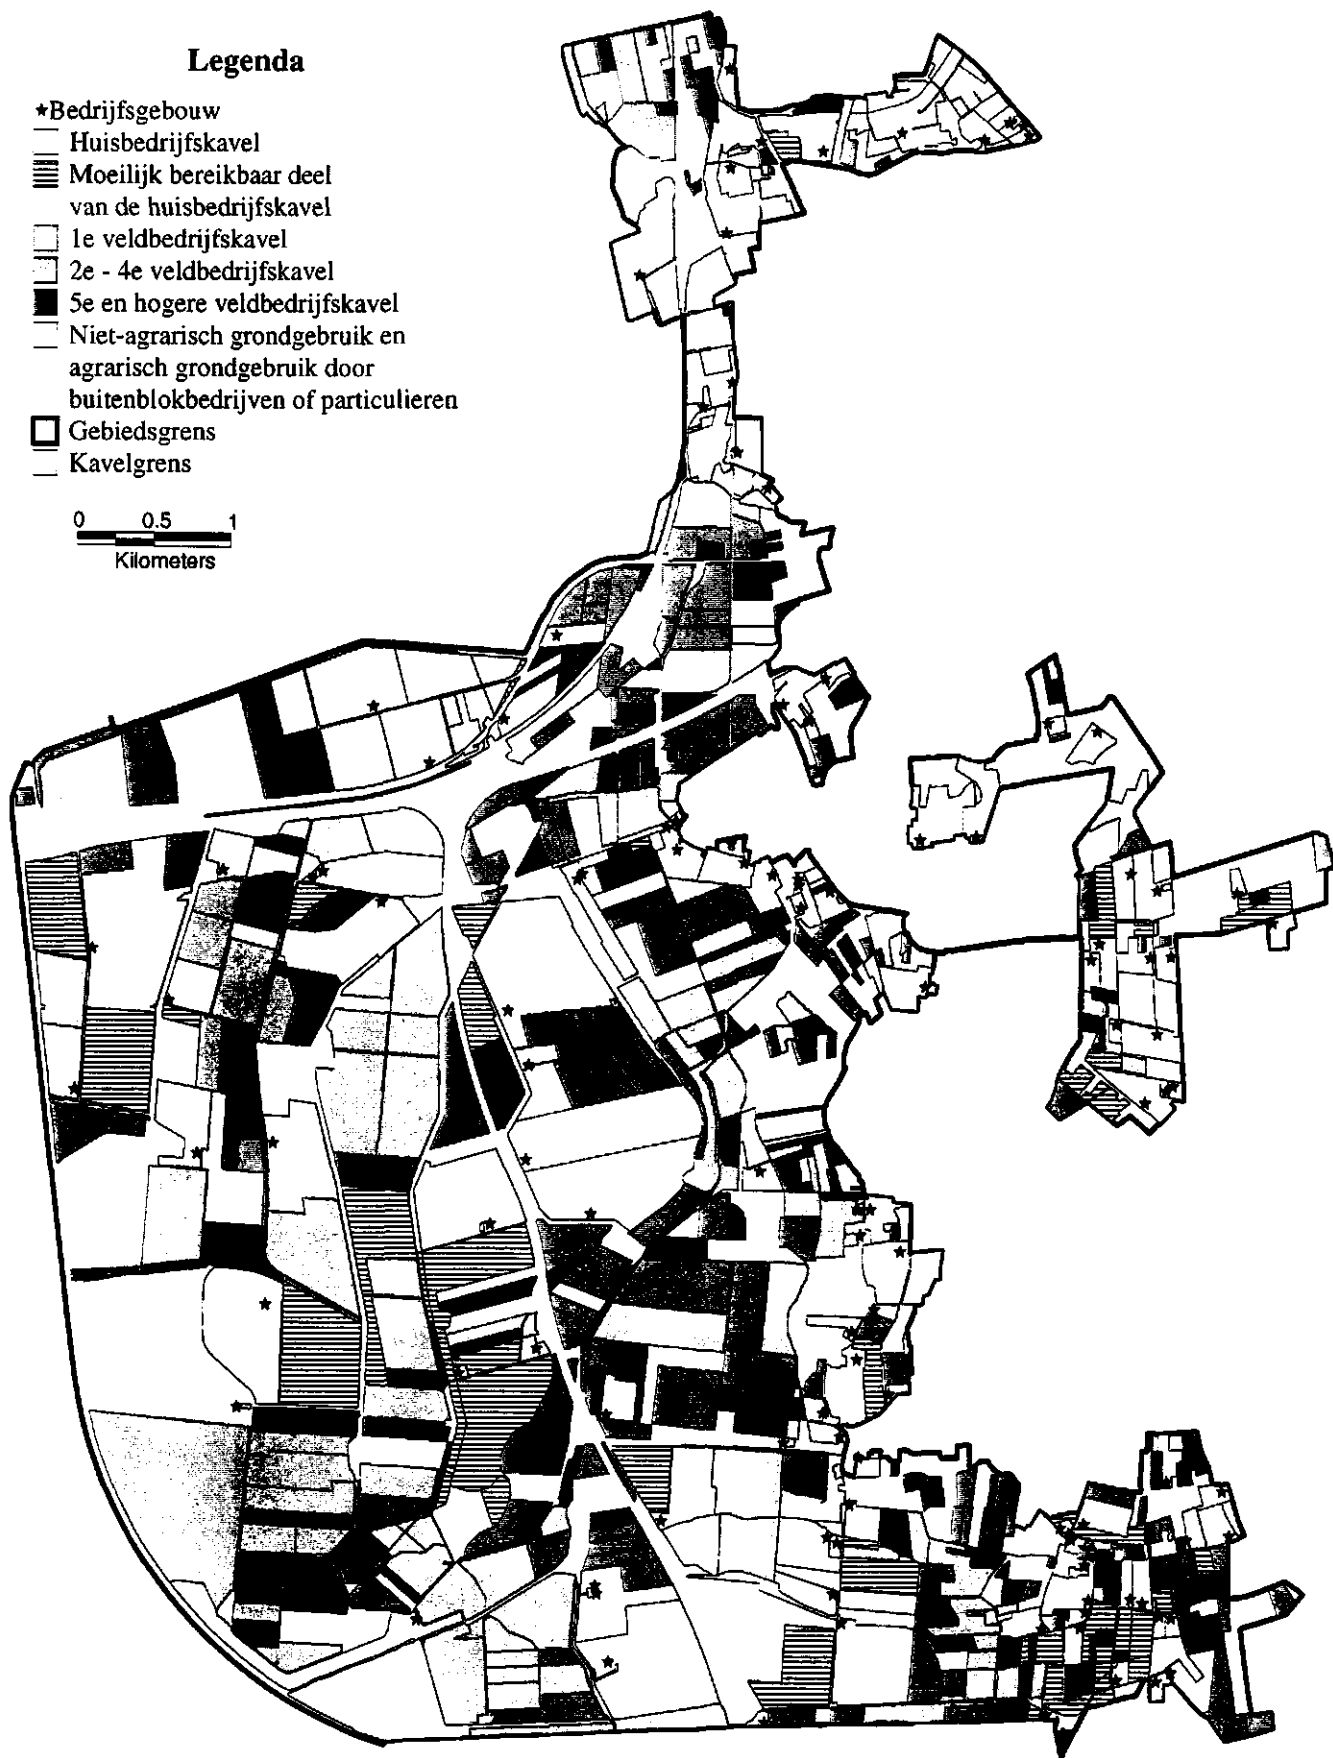 Legenda
★Bedrijfsgebouw
Huisbedrijfskavel
Moeilijk bereikbaar deel
van de huisbedrijfskavel
1e veldbedrijfskavel
2e - 4e veldbedrijfskavel
5e en hogere veldbedrijfskavel
Niet-agrarisch grondgebruik en
agrarisch grondgebruik door
buitenblokbedrijven of particulieren
Gebiedsgrens
Kavelgrens
0 0.5 1
Kilometers